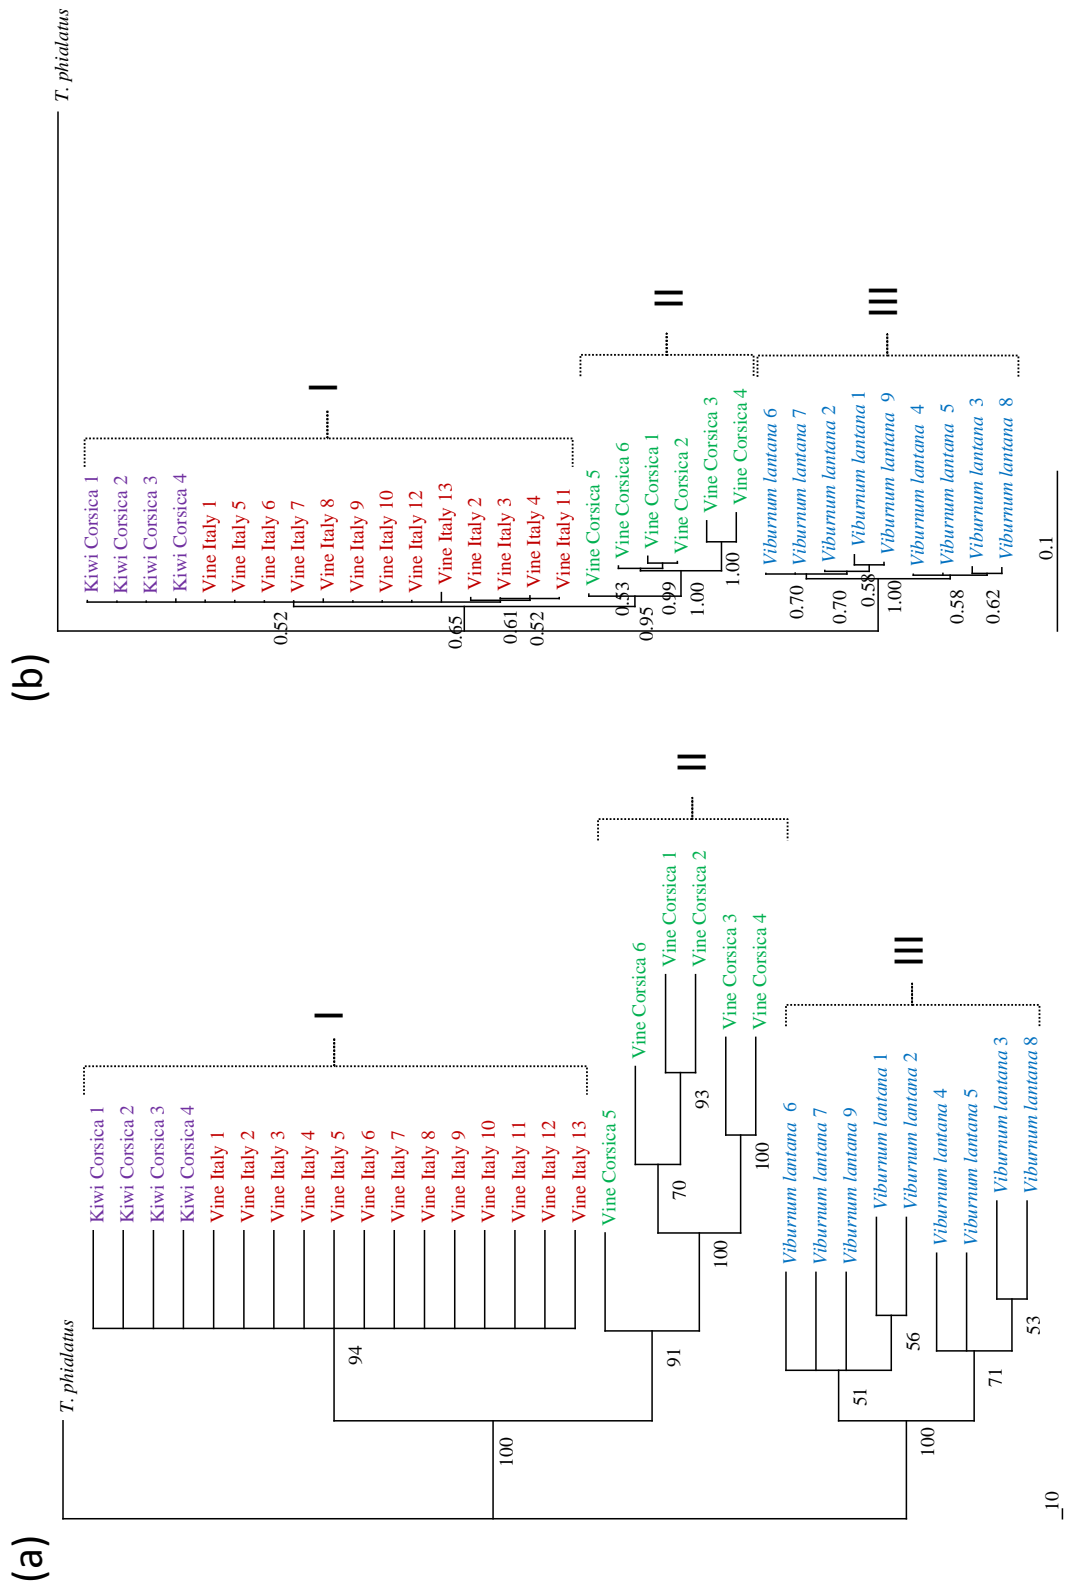 (a)
T. phialatus
Kiwi Corsica 1
Kiwi Corsica 2
Kiwi Corsica 3
Kiwi Corsica 4
Vine Italy 1
Vine Italy 2
Vine Italy 3
Vine Italy 4
Vine Italy 5
Vine Italy 6
Vine Italy 7
Vine Italy 8
Vine Italy 9
Vine Italy 10
Vine Italy 11
Vine Italy 12
Vine Italy 13
Vine Corsica 5
Vine Corsica 6
Vine Corsica 1
Vine Corsica 2
Vine Corsica 3
Vine Corsica 4
Viburnum lantana 6
Viburnum lantana 7
Viburnum lantana 9
Viburnum lantana 1
Viburnum lantana 2
Viburnum lantana 4
Viburnum lantana 5
Viburnum lantana 3
Viburnum lantana 8
94
100
91
70
93
100
100
51
56
100
71
53
I
II
III
10
(b)
T. phialatus
Kiwi Corsica 1
Kiwi Corsica 2
Kiwi Corsica 3
Kiwi Corsica 4
Vine Italy 1
Vine Italy 5
Vine Italy 6
Vine Italy 7
Vine Italy 8
Vine Italy 9
Vine Italy 10
Vine Italy 12
Vine Italy 13
Vine Italy 2
Vine Italy 3
Vine Italy 4
Vine Italy 11
Vine Corsica 5
Vine Corsica 6
Vine Corsica 1
Vine Corsica 2
Vine Corsica 3
Vine Corsica 4
Viburnum lantana 6
Viburnum lantana 7
Viburnum lantana 2
Viburnum lantana 1
Viburnum lantana 9
Viburnum lantana 4
Viburnum lantana 5
Viburnum lantana 3
Viburnum lantana 8
0.52
0.65
0.61
0.52
0.53
0.95
0.99
1.00
1.00
0.70
0.70
0.58
1.00
0.58
0.62
I
II
III
0.1